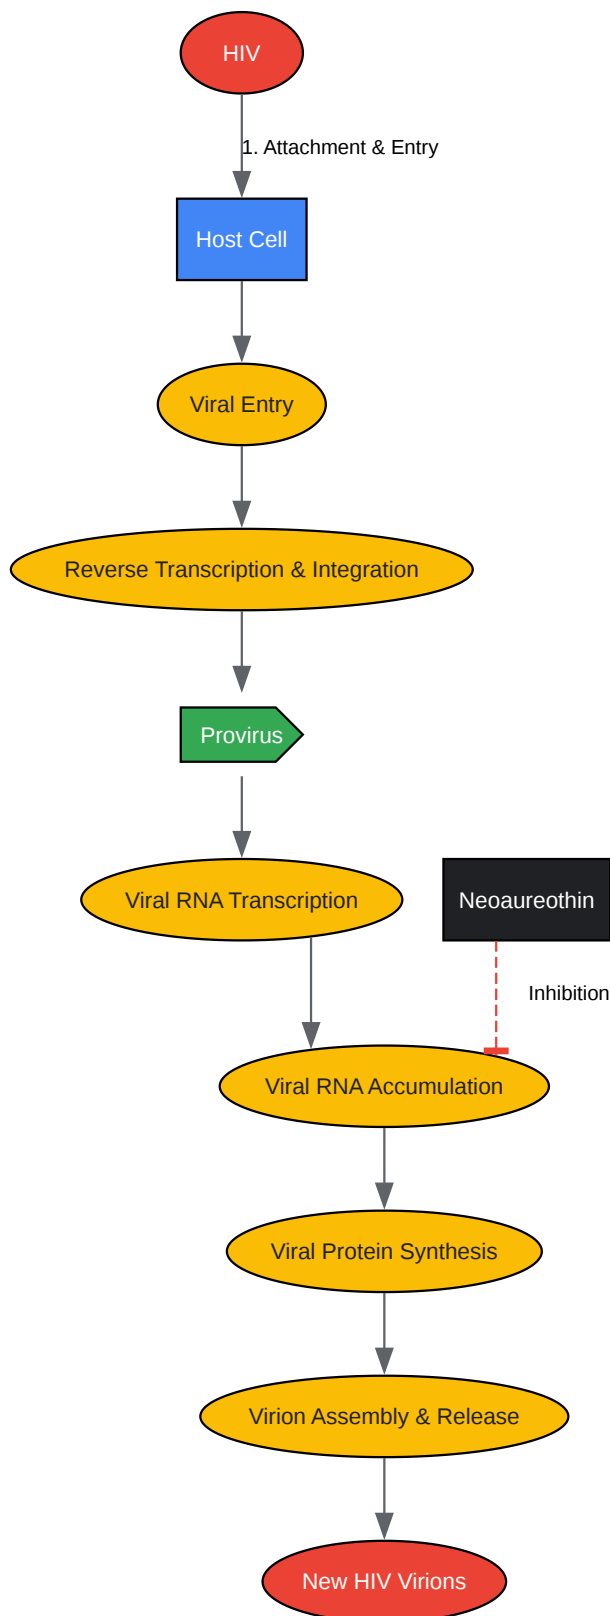 HIV
1. Attachment & Entry
Host Cell
Viral Entry
Reverse Transcription & Integration
Provirus
Viral RNA Transcription
Neoaureothin
Inhibition
Viral RNA Accumulation
Viral Protein Synthesis
Virion Assembly & Release
New HIV Virions